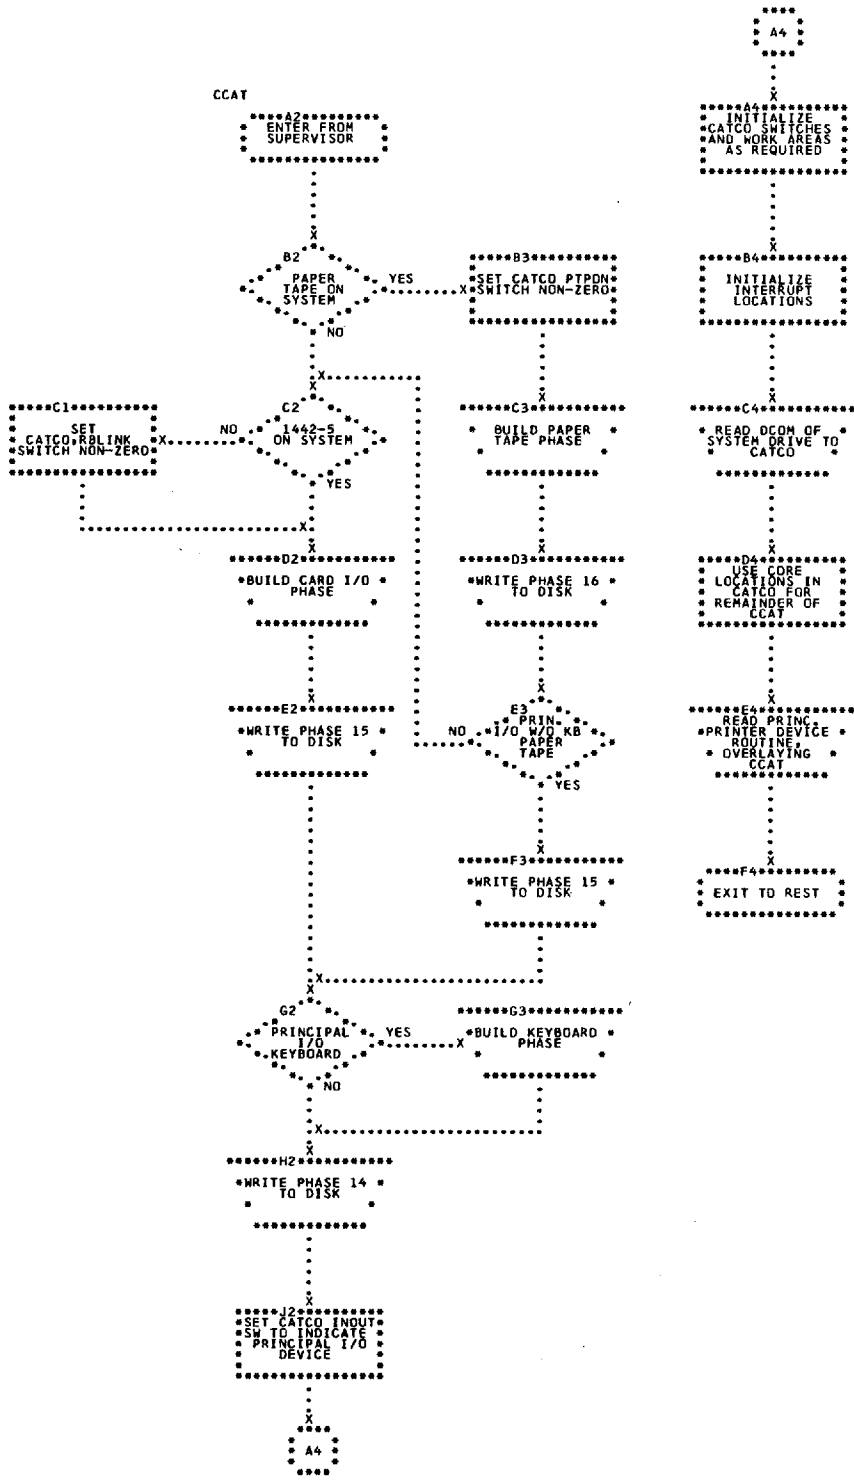 A4
CCAT
A2
ENTER FROM
SUPERVISOR
A4
INITIALIZE
CATCO SWITCHES
AND WORK AREAS
AS REQUIRED
B2
PAPER
TAPE ON
SYSTEM
YES
NO
B3
SET CATCO PTPON
SWITCH NON-ZERO
B4
INITIALIZE
INTERRUPT
LOCATIONS
C1
SET
CATCO,RBLINK
SWITCH NON-ZERO
NO
C2
1442-5
ON SYSTEM
YES
C3
BUILD PAPER
TAPE PHASE
C4
READ DCOM OF
SYSTEM DRIVE TO
CATCO
D2
BUILD CARD I/O
PHASE
D3
WRITE PHASE 16
TO DISK
D4
USE CORE
LOCATIONS IN
CATCO FOR
REMAINDER OF
CCAT
E2
WRITE PHASE 15
TO DISK
NO
E3
PRIN.
I/O W/O KB
PAPER
TAPE
YES
E4
READ PRINC.
PRINTER DEVICE
ROUTINE,
OVERLAYING
CCAT
F3
WRITE PHASE 15
TO DISK
F4
EXIT TO REST
G2
PRINCIPAL
I/O
KEYBOARD
YES
NO
G3
BUILD KEYBOARD
PHASE
H2
WRITE PHASE 14
TO DISK
J2
SET CATCO INOUT
SW TO INDICATE
PRINCIPAL I/O
DEVICE
A4